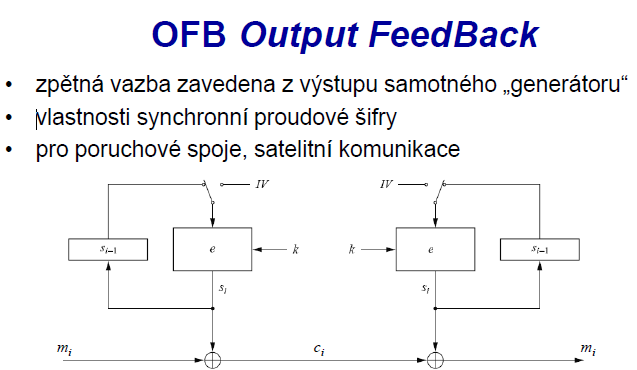 OFB Output FeedBack
• zpětná vazba zavedena z výstupu samotného „generátoru“
• vlastnosti synchronní proudové šifry
• pro poruchové spoje, satelitní komunikace
IV IV
s_{i–1} e k k e s_{i–1}
s_i s_i
m_i c_i m_i